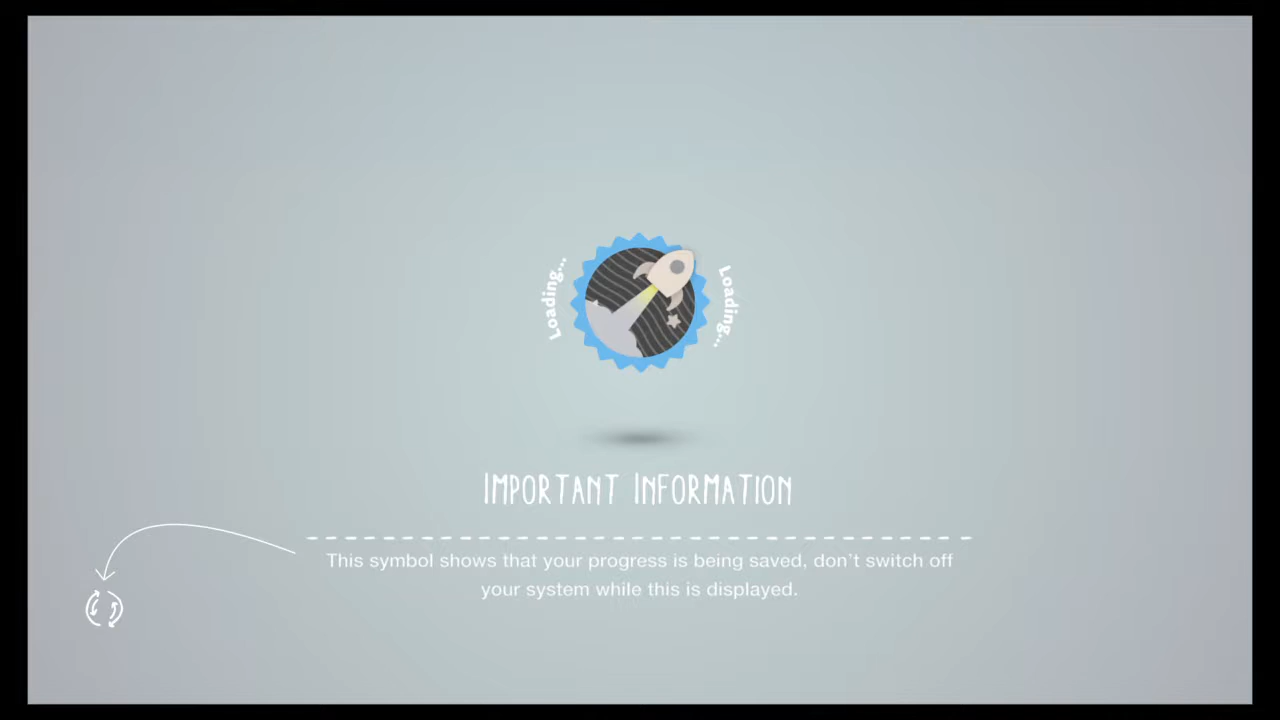 Loading...
Loading...
Important Information
This symbol shows that your progress is being saved, don't switch off
your system while this is displayed.